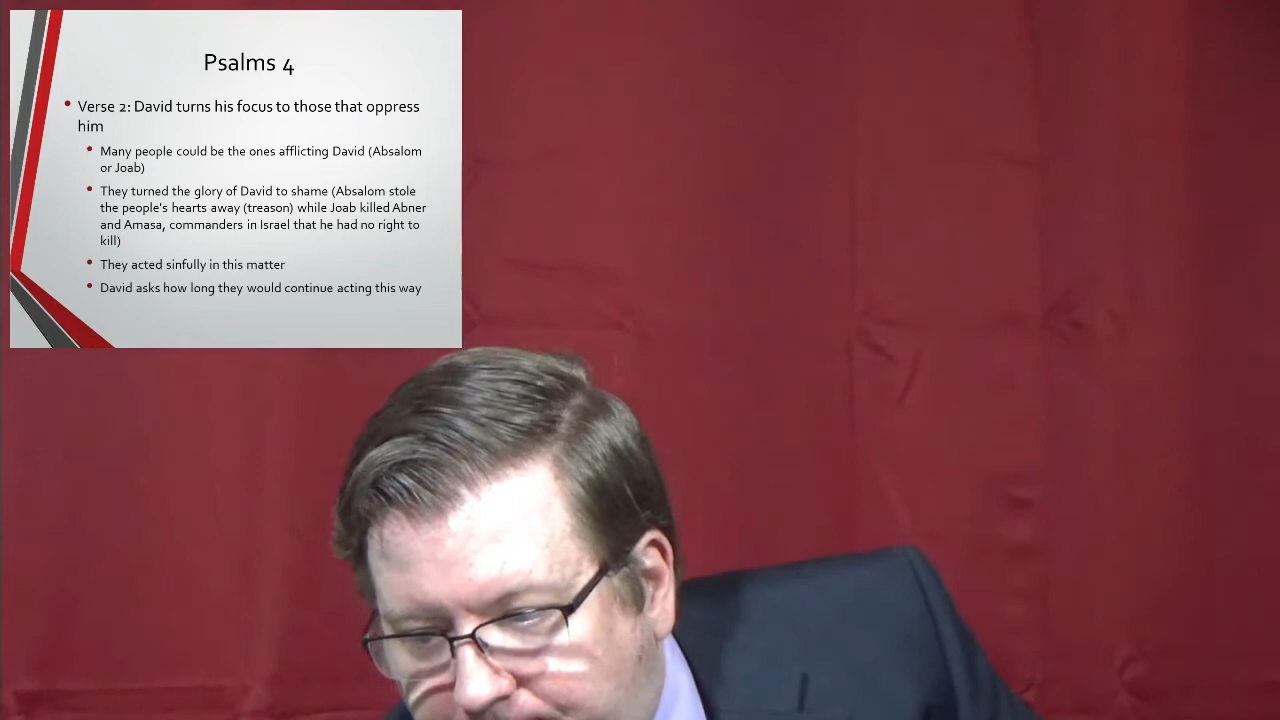 Psalms 4
• Verse 2: David turns his focus to those that oppress
him
• Many people could be the ones afflicting David (Absalom
or Joab)
• They turned the glory of David to shame (Absalom stole
the people's hearts away (treason) while Joab killed Abner
and Amasa, commanders in Israel that he had no right to
kill)
• They acted sinfully in this matter
• David asks how long they would continue acting this way